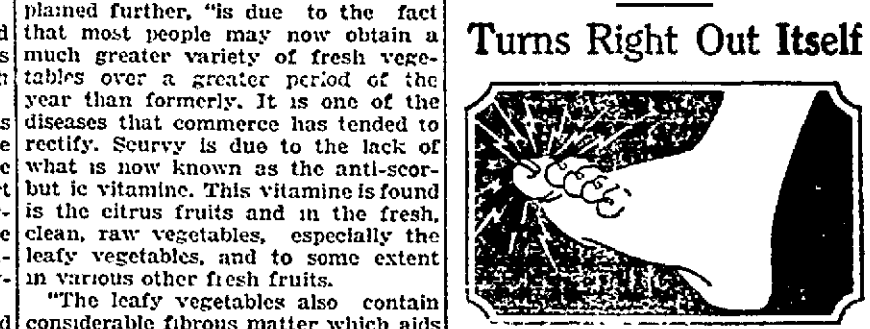 plained further, "is due to the fact
that most people may now obtain a
much greater variety of fresh vege-
tables over a greater period of the
year than formerly. It is one of the
diseases that commerce has tended to
rectify. Scurvy is due to the lack of
what is now known as the anti-scor-
but ic vitamine. This vitamine is found
is the citrus fruits and in the fresh,
clean, raw vegetables, especially the
leafy vegetables, and to some extent
in various other fresh fruits.
"The leafy vegetables also contain
considerable fibrous matter which aids
Turns Right Out Itself